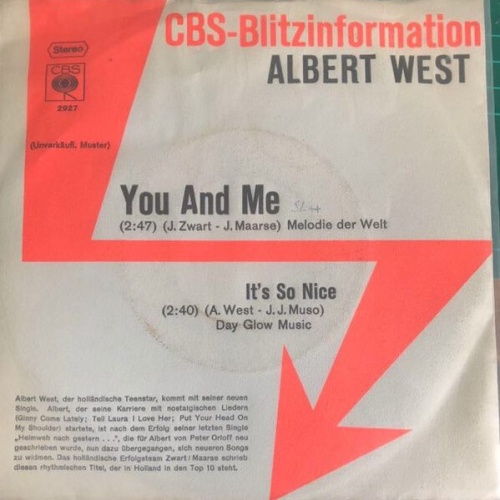 CBS-Blitzinformation
Stereo
ALBERT WEST
CBS
2927
(Unverkäufl. Muster)
You And Me
(2:47) (J. Zwart - J. Maarse) Melodie der Welt
It's So Nice
(2:40) (A. West - J. J. Muso)
Day Glow Music
Albert West, der holländische Teenstar, kommt mit seiner neuen
Single. Albert, der seine Karriere mit nostalgischen Liedern
(Ginny Come Lately; Tell Laura I Love Her; Put Your Head On
My Shoulder) startete, ist nach dem Erfolg seiner letzten Single
„Heimweh nach gestern . . .", die für Albert von Peter Orloff neu
geschrieben wurde, nun dazu übergegangen, sich neueren Songs
zu widmen. Das holländische Erfolgsteam Zwart/Maarse schrieb
diesen rhythmischen Titel, der in Holland in den Top 10 steht.